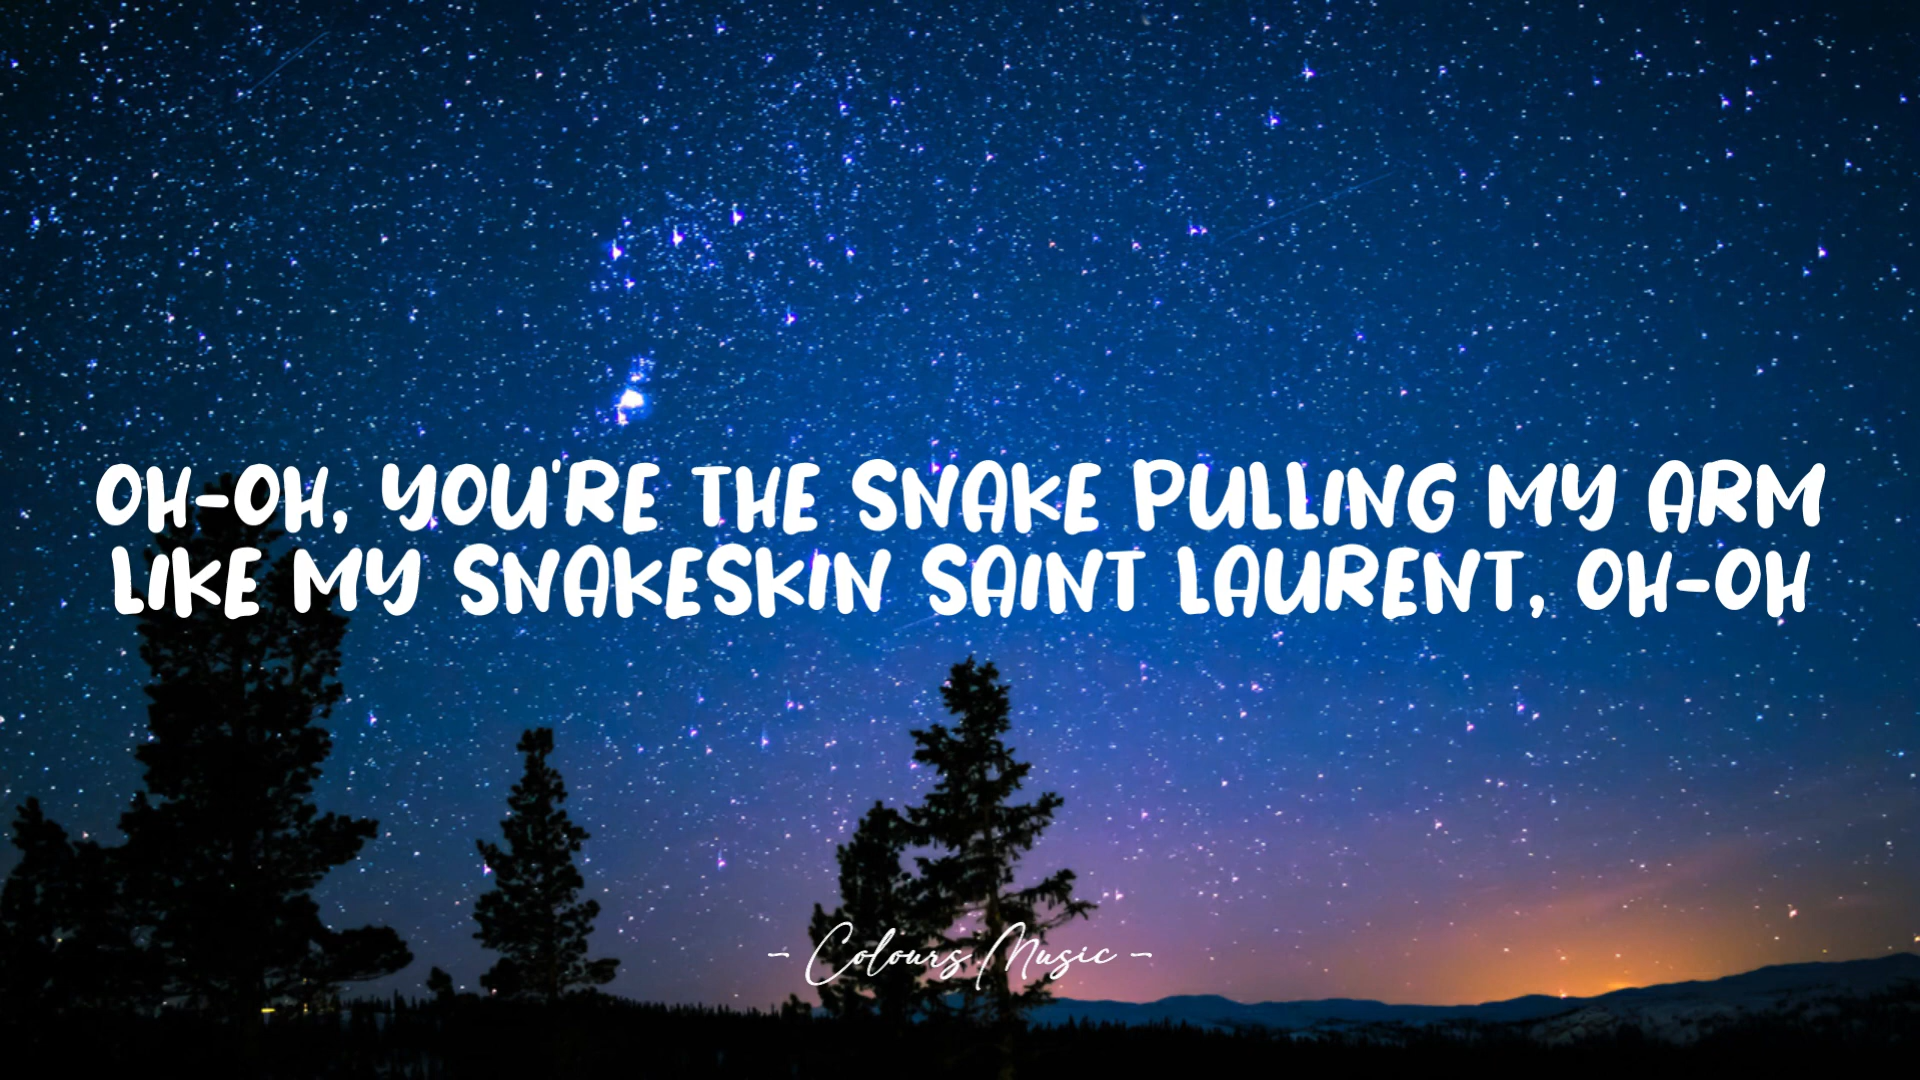 OH-OH, YOU'RE THE SNAKE PULLING MY ARM
LIKE MY SNAKESKIN SAINT LAURENT, OH-OH
- Colours Music -